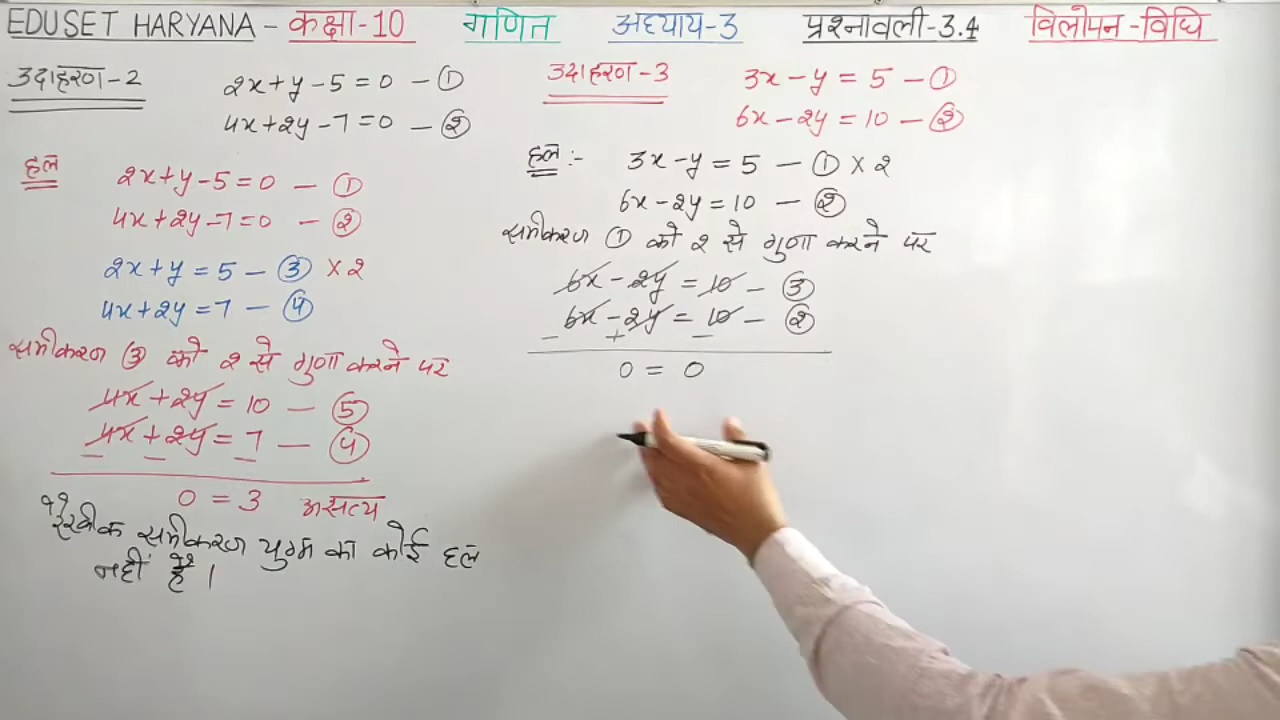 EDUSET HARYANA - कक्षा-10 गणित अध्याय-3 प्रश्नावली-3.4 विलोपन-विधि
उदाहरण-2 2x+y-5=0 - ①
4x+2y-7=0 - ②
हल
2x+y-5=0 - ①
4x+2y-7=0 - ②
2x+y=5 - ③ ×2
4x+2y=7 - ④
समीकरण ③ को 2 से गुणा करने पर
4x+2y=10 - ⑤
4x+2y=7 - ④
- - -
0 = 3 असत्य
"रैखीक समीकरण युग्म का कोई हल
नहीं है"।
उदाहरण-3 3x-y=5 - ①
6x-2y=10 - ②
हल:- 3x-y=5 - ①×2
6x-2y=10 - ②
समीकरण ① को 2 से गुणा करने पर
6x-2y=10 - ③
6x-2y=10 - ②
- + -
0 = 0